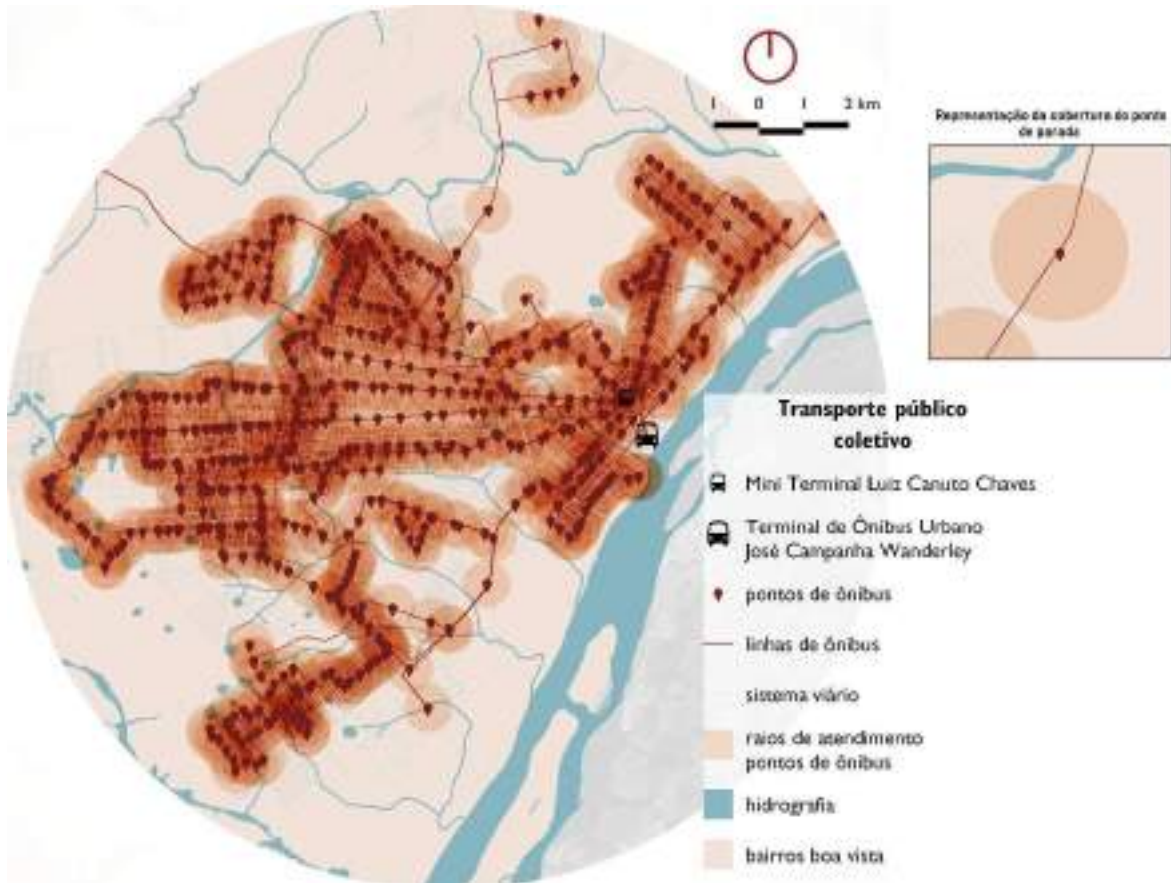 1 0 1 2 km
Representação da cobertura do ponto
de parada
Transporte público
coletivo
Mini Terminal Luiz Canuto Chaves
Terminal de Ônibus Urbano
José Campanha Wanderley
pontos de ônibus
linhas de ônibus
sistema viário
raios de atendimento
pontos de ônibus
hidrografia
bairros boa vista